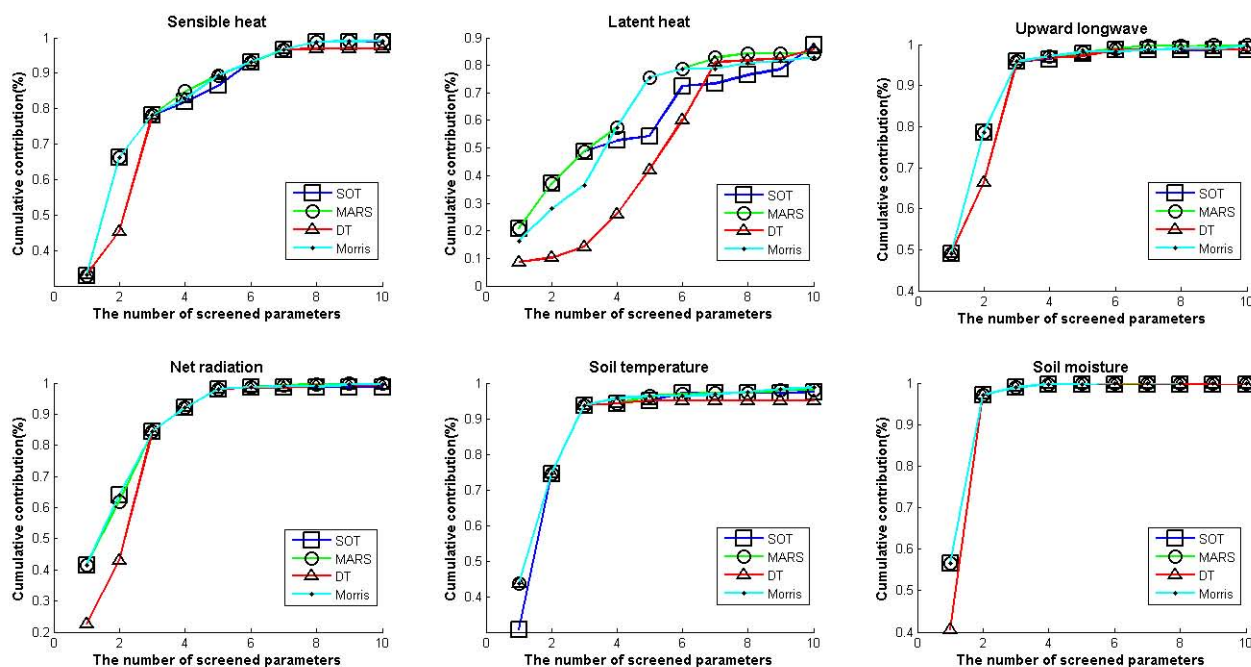 Sensible heat
Cumulative contribution(%)
1
0.9
0.8
0.7
0.6
0.5
0.4
0 2 4 6 8 10
The number of screened parameters
SOT
MARS
DT
Morris
Latent heat
Cumulative contribution(%)
0.9
0.8
0.7
0.6
0.5
0.4
0.3
0.2
0.1
0
0 2 4 6 8 10
The number of screened parameters
SOT
MARS
DT
Morris
Upward longwave
Cumulative contribution(%)
1
0.9
0.8
0.7
0.6
0.5
0.4
0 2 4 6 8 10
The number of screened parameters
SOT
MARS
DT
Morris
Net radiation
Cumulative contribution(%)
1
0.9
0.8
0.7
0.6
0.5
0.4
0.3
0.2
0 2 4 6 8 10
The number of screened parameters
SOT
MARS
DT
Morris
Soil temperature
Cumulative contribution(%)
1
0.9
0.8
0.7
0.6
0.5
0.4
0 2 4 6 8 10
The number of screened parameters
SOT
MARS
DT
Morris
Soil moisture
Cumulative contribution(%)
1
0.9
0.8
0.7
0.6
0.5
0.4
0 2 4 6 8 10
The number of screened parameters
SOT
MARS
DT
Morris